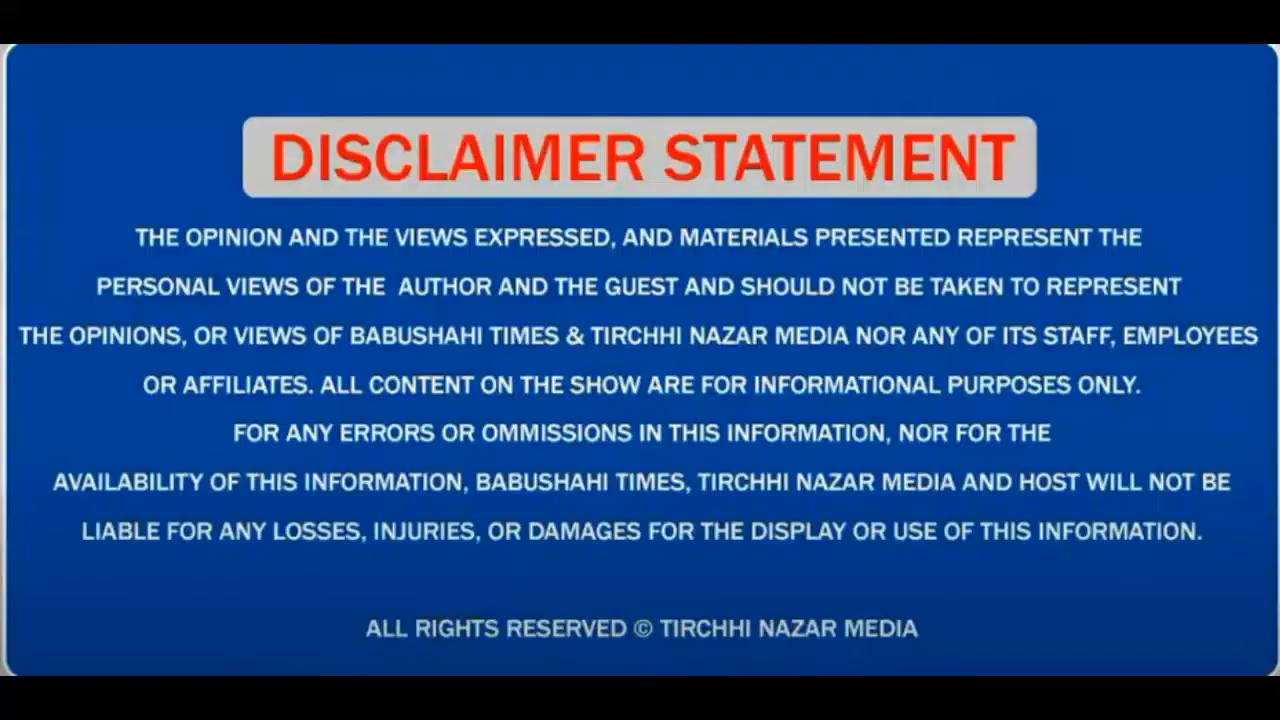 DISCLAIMER STATEMENT
THE OPINION AND THE VIEWS EXPRESSED, AND MATERIALS PRESENTED REPRESENT THE
PERSONAL VIEWS OF THE AUTHOR AND THE GUEST AND SHOULD NOT BE TAKEN TO REPRESENT
THE OPINIONS, OR VIEWS OF BABUSHAHI TIMES & TIRCHHI NAZAR MEDIA NOR ANY OF ITS STAFF, EMPLOYEES
OR AFFILIATES. ALL CONTENT ON THE SHOW ARE FOR INFORMATIONAL PURPOSES ONLY.
FOR ANY ERRORS OR OMMISSIONS IN THIS INFORMATION, NOR FOR THE
AVAILABILITY OF THIS INFORMATION, BABUSHAHI TIMES, TIRCHHI NAZAR MEDIA AND HOST WILL NOT BE
LIABLE FOR ANY LOSSES, INJURIES, OR DAMAGES FOR THE DISPLAY OR USE OF THIS INFORMATION.
ALL RIGHTS RESERVED © TIRCHHI NAZAR MEDIA